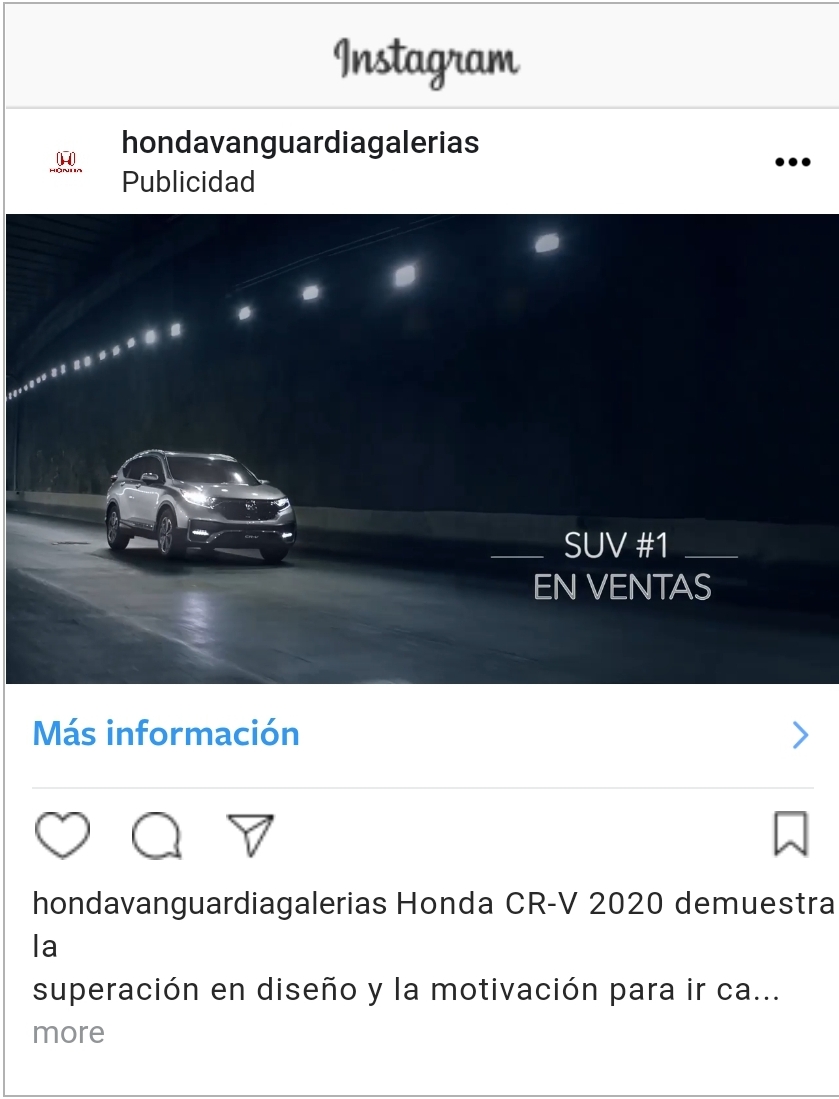 Instagram
hondavanguardiagalerias
HONDA
Publicidad
SUV #1
EN VENTAS
Más información
hondavanguardiagalerias Honda CR-V 2020 demuestra
la
superación en diseño y la motivación para ir ca...
more